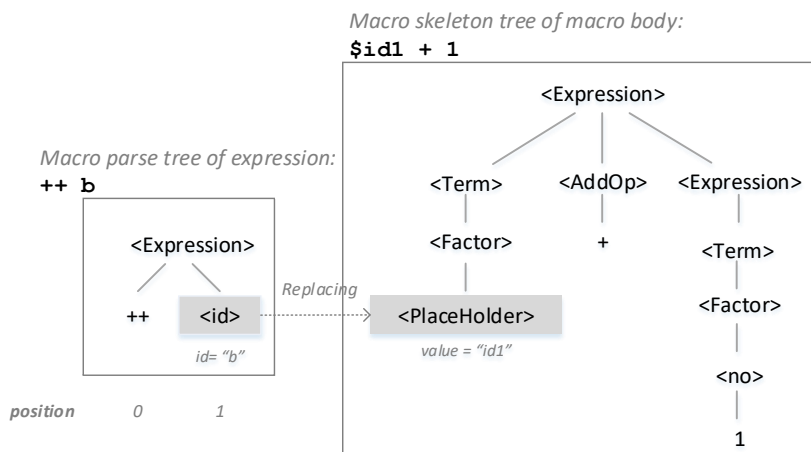 Macro skeleton tree of macro body:
$id1 + 1
<Expression>
<Term> <AddOp> <Expression>
<Factor> + <Term>
<PlaceHolder> <Factor>
value = "id1"
<no>
1
Macro parse tree of expression:
++ b
<Expression>
++ <id>
id= "b"
Replacing
position 0 1